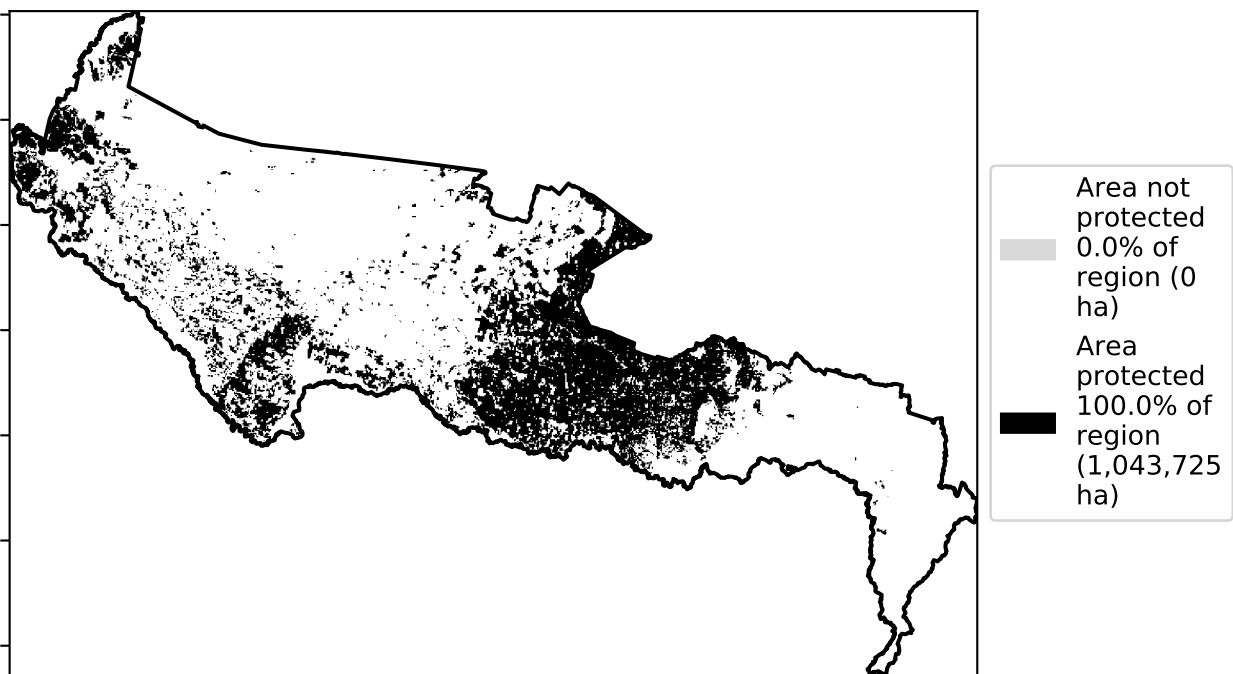 Area not
protected
0.0% of
region (0
ha)
Area
protected
100.0% of
region
(1,043,725
ha)